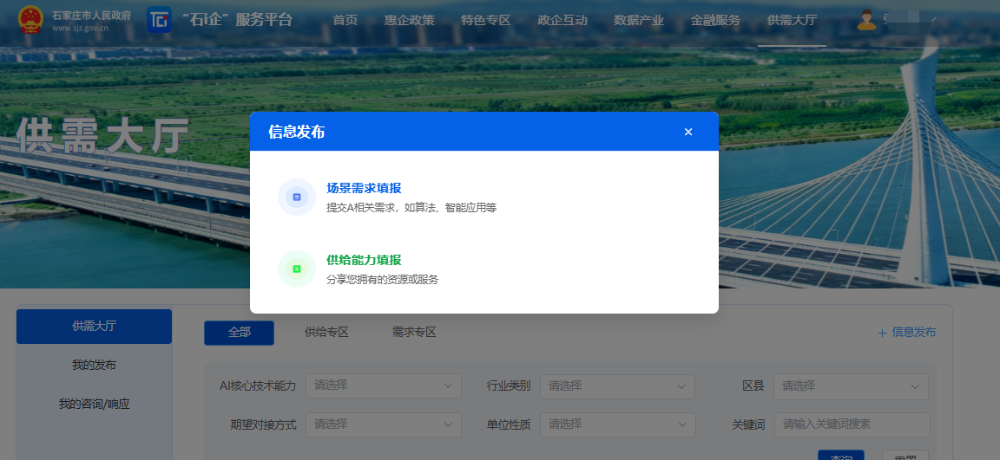 石家庄市人民政府
www.sjz.gov.cn
“石i企”服务平台
首页
惠企政策
特色专区
政企互动
数据产业
金融服务
供需大厅
供需大厅
信息发布
×
场景需求填报
提交A相关需求，如算法、智能应用等
供给能力填报
分享您拥有的资源或服务
供需大厅
我的发布
我的咨询/响应
全部
供给专区
需求专区
+ 信息发布
AI核心技术能力 请选择
行业类别 请选择
区县 请选择
期望对接方式 请选择
单位性质 请选择
关键词 请输入关键词搜索
查询
重置